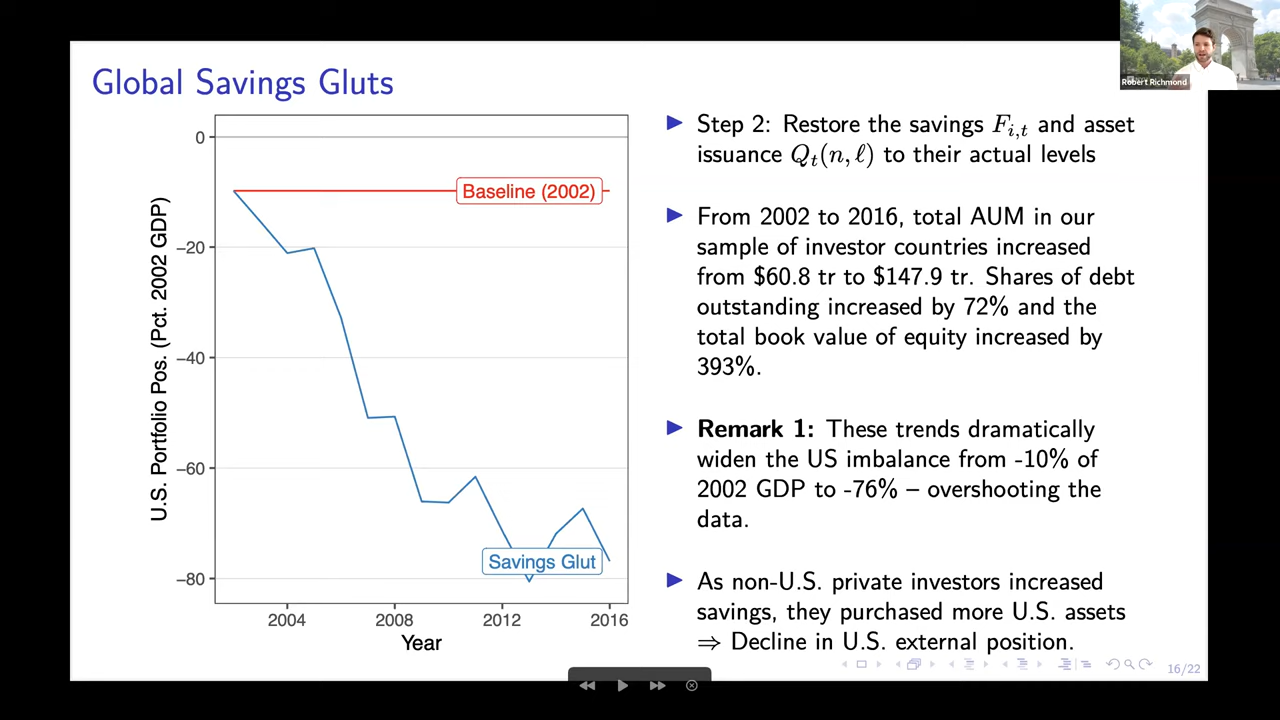 Robert Richmond
Global Savings Gluts
0
−20
−40
−60
−80
U.S. Portfolio Pos. (Pct. 2002 GDP)
Baseline (2002)
Savings Glut
2004
2008
2012
2016
Year
▶ Step 2: Restore the savings F_{i,t} and asset
issuance Q_t(n, ℓ) to their actual levels
▶ From 2002 to 2016, total AUM in our
sample of investor countries increased
from $60.8 tr to $147.9 tr. Shares of debt
outstanding increased by 72% and the
total book value of equity increased by
393%.
▶ Remark 1: These trends dramatically
widen the US imbalance from -10% of
2002 GDP to -76% – overshooting the
data.
▶ As non-U.S. private investors increased
savings, they purchased more U.S. assets
⇒ Decline in U.S. external position.
16/22